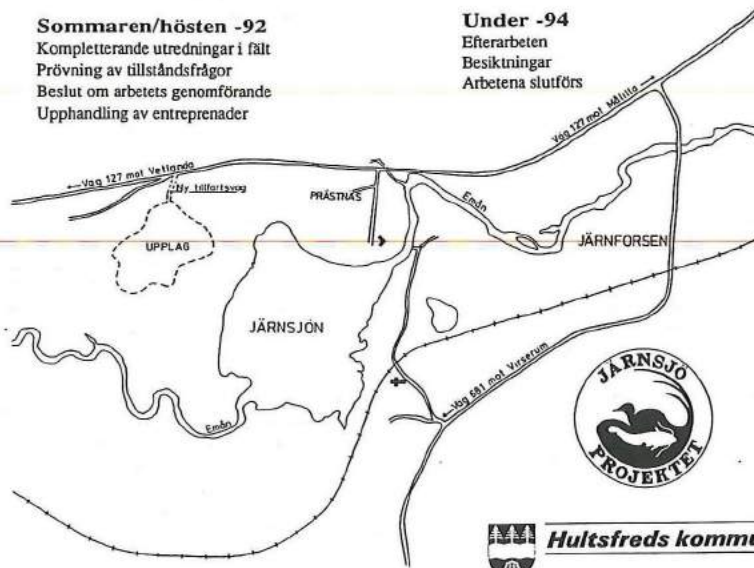 Sommaren/hösten -92
Kompletterande utredningar i fält
Prövning av tillståndsfrågor
Beslut om arbetets genomförande
Upphandling av entreprenader
Under -94
Efterarbeten
Besiktningar
Arbetena slutförs
Väg 127 mot Målilla
Väg 127 mot Vetlanda
Ny tillfartsväg
PRÄSTNÄS
Emån
UPPLAG
JÄRNFORSEN
JÄRNSJÖN
Väg 681 mot Virserum
Emån
JÄRNSJÖ
PROJEKTET
Hultsfreds kommu